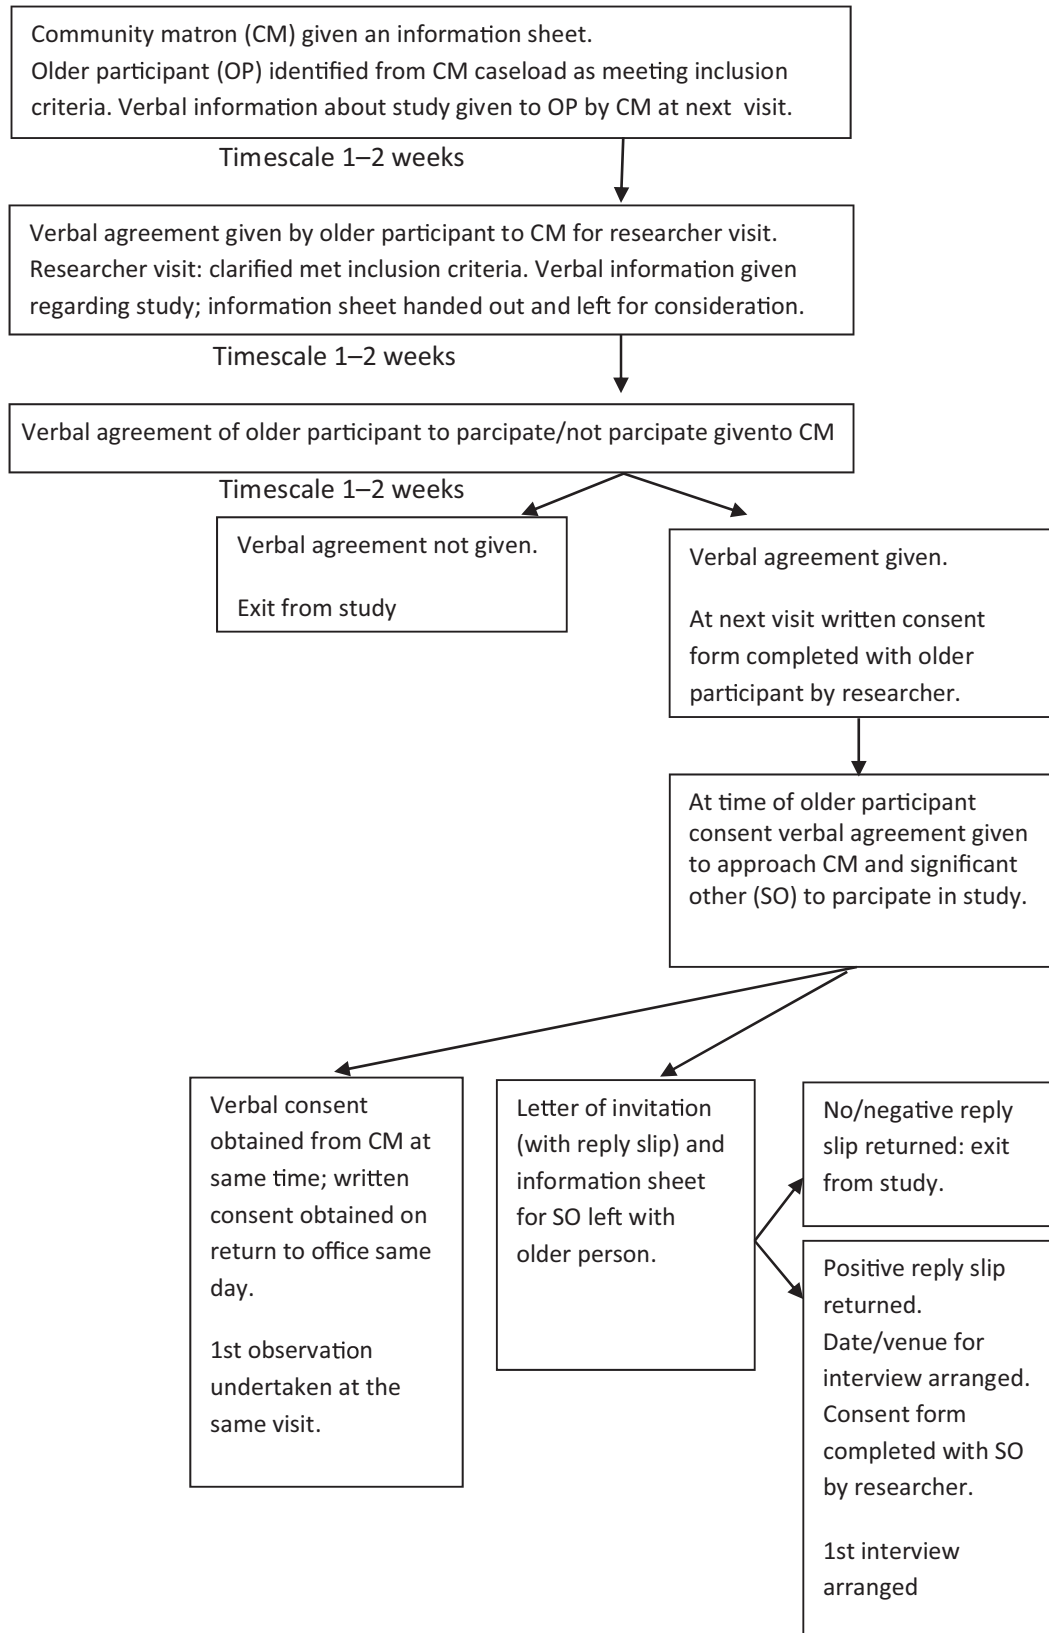 Community matron (CM) given an information sheet.
Older participant (OP) identified from CM caseload as meeting inclusion
criteria. Verbal information about study given to OP by CM at next visit.
Timescale 1–2 weeks
Verbal agreement given by older participant to CM for researcher visit.
Researcher visit: clarified met inclusion criteria. Verbal information given
regarding study; information sheet handed out and left for consideration.
Timescale 1–2 weeks
Verbal agreement of older participant to parcipate/not parcipate givento CM
Timescale 1–2 weeks
Verbal agreement not given.
Exit from study
Verbal agreement given.
At next visit written consent
form completed with older
participant by researcher.
At time of older participant
consent verbal agreement given
to approach CM and significant
other (SO) to parcipate in study.
Verbal consent
obtained from CM at
same time; written
consent obtained on
return to office same
day.
1st observation
undertaken at the
same visit.
Letter of invitation
(with reply slip) and
information sheet
for SO left with
older person.
No/negative reply
slip returned: exit
from study.
Positive reply slip
returned.
Date/venue for
interview arranged.
Consent form
completed with SO
by researcher.
1st interview
arranged